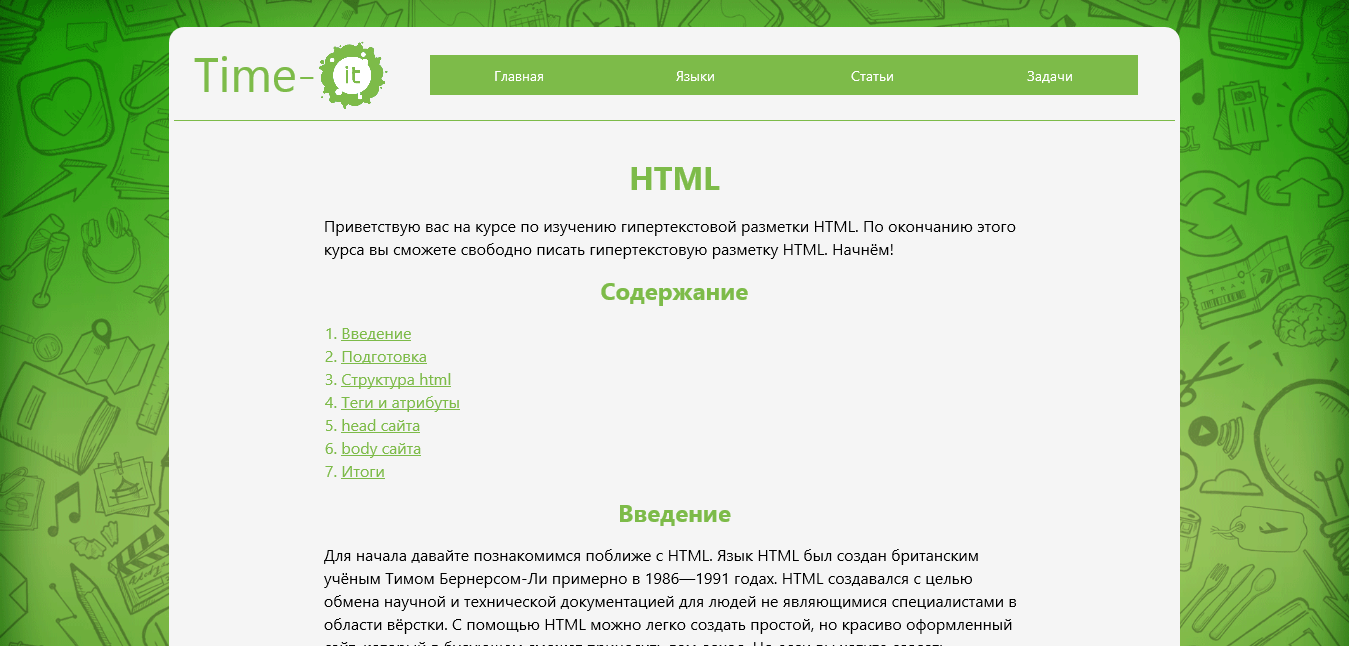 Time-it
Главная Языки Статьи Задачи
HTML
Приветствую вас на курсе по изучению гипертекстовой разметки HTML. По окончанию этого
курса вы сможете свободно писать гипертекстовую разметку HTML. Начнём!
Содержание
1. Введение
2. Подготовка
3. Структура html
4. Теги и атрибуты
5. head сайта
6. body сайта
7. Итоги
Введение
Для начала давайте познакомимся поближе с HTML. Язык HTML был создан британским
учёным Тимом Бернерсом-Ли примерно в 1986—1991 годах. HTML создавался с целью
обмена научной и технической документацией для людей не являющимися специалистами в
области вёрстки. С помощью HTML можно легко создать простой, но красиво оформленный